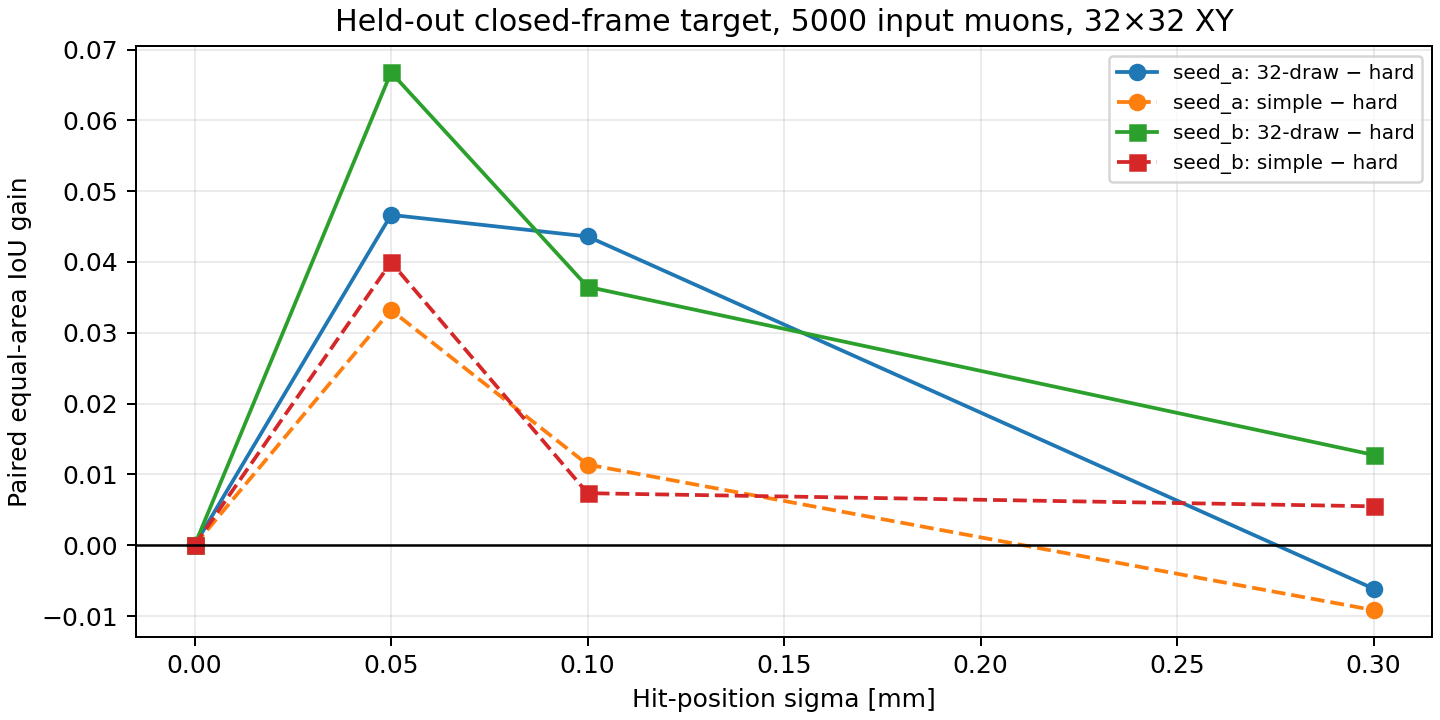 Held-out closed-frame target, 5000 input muons, 32×32 XY
Paired equal-area IoU gain
0.07
0.06
0.05
0.04
0.03
0.02
0.01
0.00
−0.01
seed_a: 32-draw − hard
seed_a: simple − hard
seed_b: 32-draw − hard
seed_b: simple − hard
0.00 0.05 0.10 0.15 0.20 0.25 0.30
Hit-position sigma [mm]